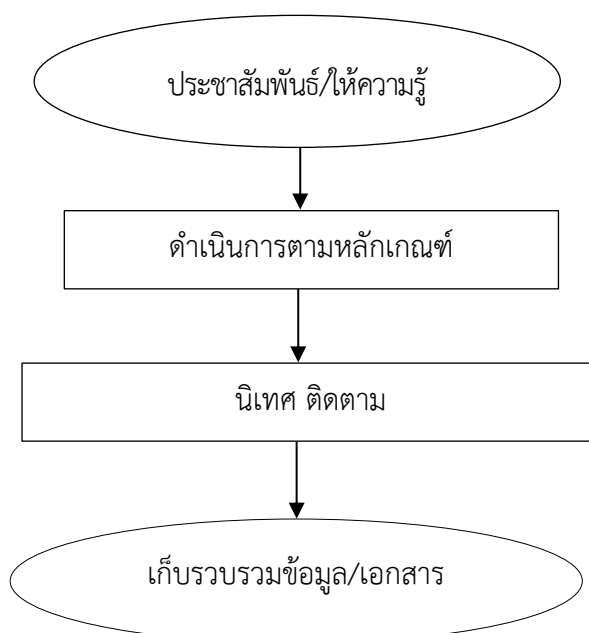 ประชาสัมพันธ์/ให้ความรู้
ดำเนินการตามหลักเกณฑ์
นิเทศ ติดตาม
เก็บรวบรวมข้อมูล/เอกสาร